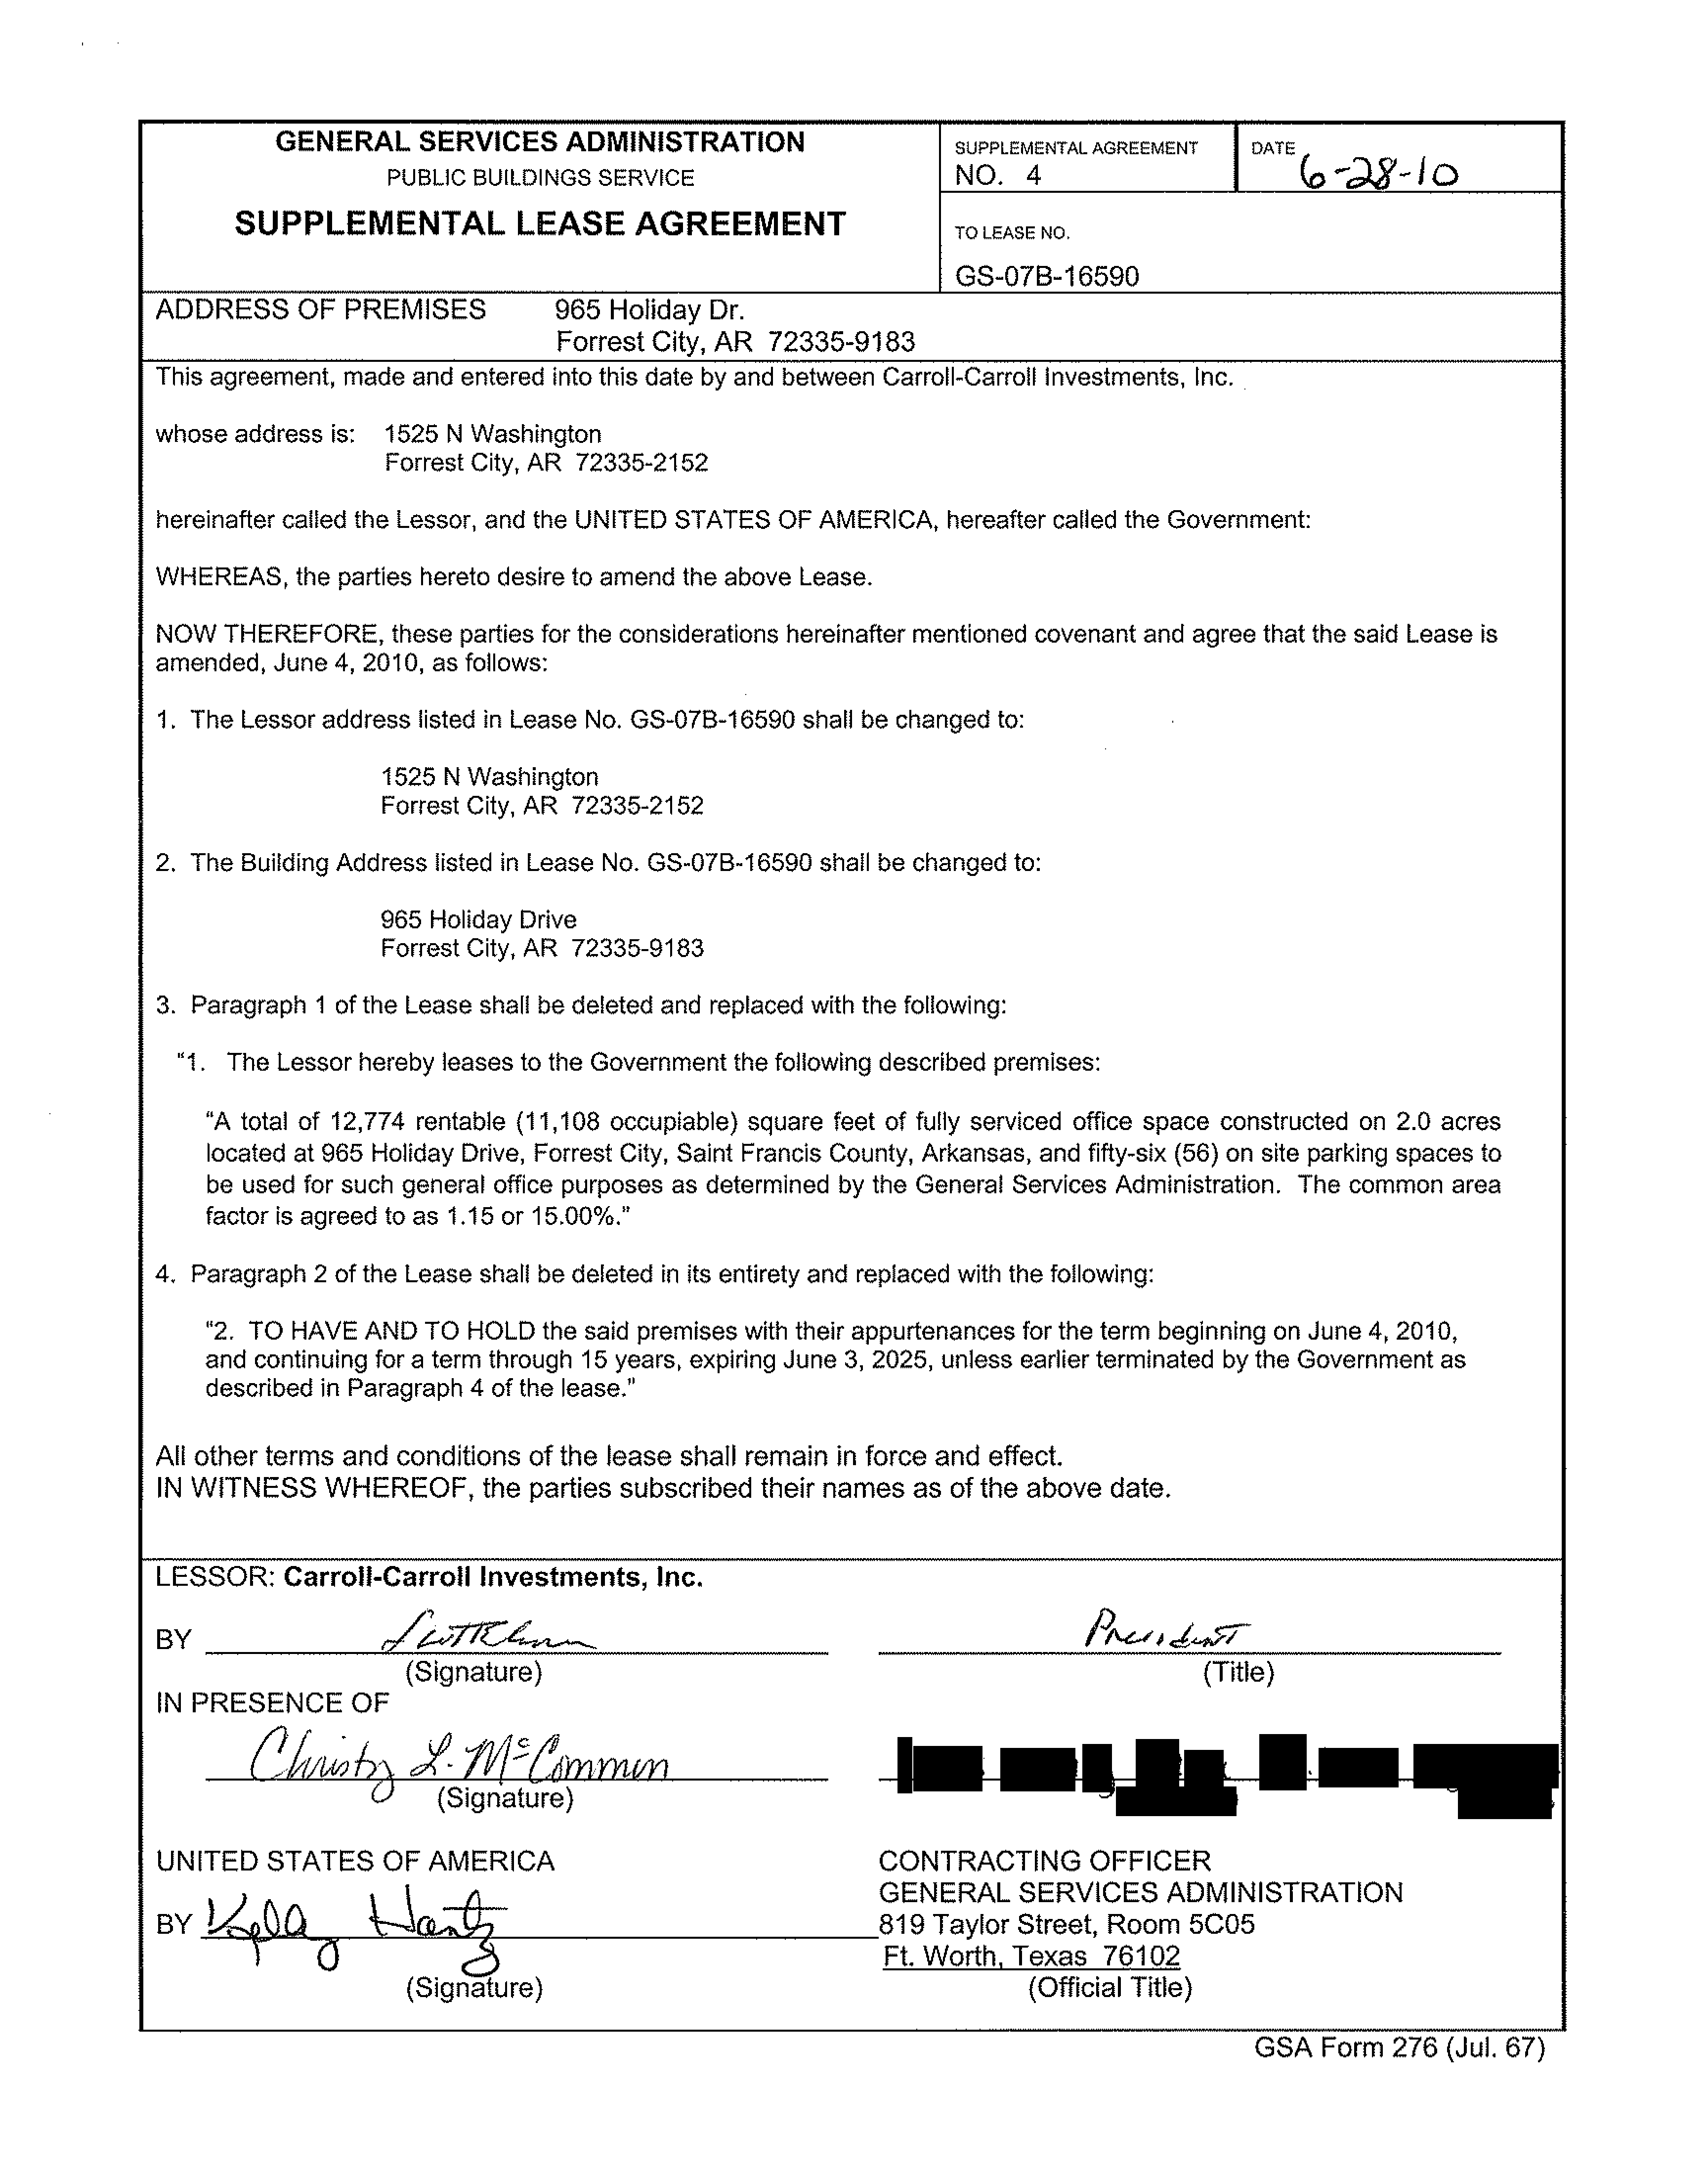 GENERAL SERVICES ADMINISTRATION
PUBLIC BUILDINGS SERVICE
SUPPLEMENTAL LEASE AGREEMENT
SUPPLEMENTAL AGREEMENT
NO. 4
DATE
6-28-10
TO LEASE NO.
GS-07B-16590
ADDRESS OF PREMISES 965 Holiday Dr.
Forrest City, AR 72335-9183
This agreement, made and entered into this date by and between Carroll-Carroll Investments, Inc.
whose address is: 1525 N Washington
Forrest City, AR 72335-2152
hereinafter called the Lessor, and the UNITED STATES OF AMERICA, hereafter called the Government:
WHEREAS, the parties hereto desire to amend the above Lease.
NOW THEREFORE, these parties for the considerations hereinafter mentioned covenant and agree that the said Lease is
amended, June 4, 2010, as follows:
1. The Lessor address listed in Lease No. GS-07B-16590 shall be changed to:
1525 N Washington
Forrest City, AR 72335-2152
2. The Building Address listed in Lease No. GS-07B-16590 shall be changed to:
965 Holiday Drive
Forrest City, AR 72335-9183
3. Paragraph 1 of the Lease shall be deleted and replaced with the following:
"1. The Lessor hereby leases to the Government the following described premises:
"A total of 12,774 rentable (11,108 occupiable) square feet of fully serviced office space constructed on 2.0 acres
located at 965 Holiday Drive, Forrest City, Saint Francis County, Arkansas, and fifty-six (56) on site parking spaces to
be used for such general office purposes as determined by the General Services Administration. The common area
factor is agreed to as 1.15 or 15.00%."
4. Paragraph 2 of the Lease shall be deleted in its entirety and replaced with the following:
"2. TO HAVE AND TO HOLD the said premises with their appurtenances for the term beginning on June 4, 2010,
and continuing for a term through 15 years, expiring June 3, 2025, unless earlier terminated by the Government as
described in Paragraph 4 of the lease."
All other terms and conditions of the lease shall remain in force and effect.
IN WITNESS WHEREOF, the parties subscribed their names as of the above date.
LESSOR: Carroll-Carroll Investments, Inc.
BY
President
(Signature)
(Title)
IN PRESENCE OF
Christy L. McCommen
(Signature)
UNITED STATES OF AMERICA
BY Kelly Hantz
(Signature)
CONTRACTING OFFICER
GENERAL SERVICES ADMINISTRATION
819 Taylor Street, Room 5C05
Ft. Worth, Texas 76102
(Official Title)
GSA Form 276 (Jul. 67)